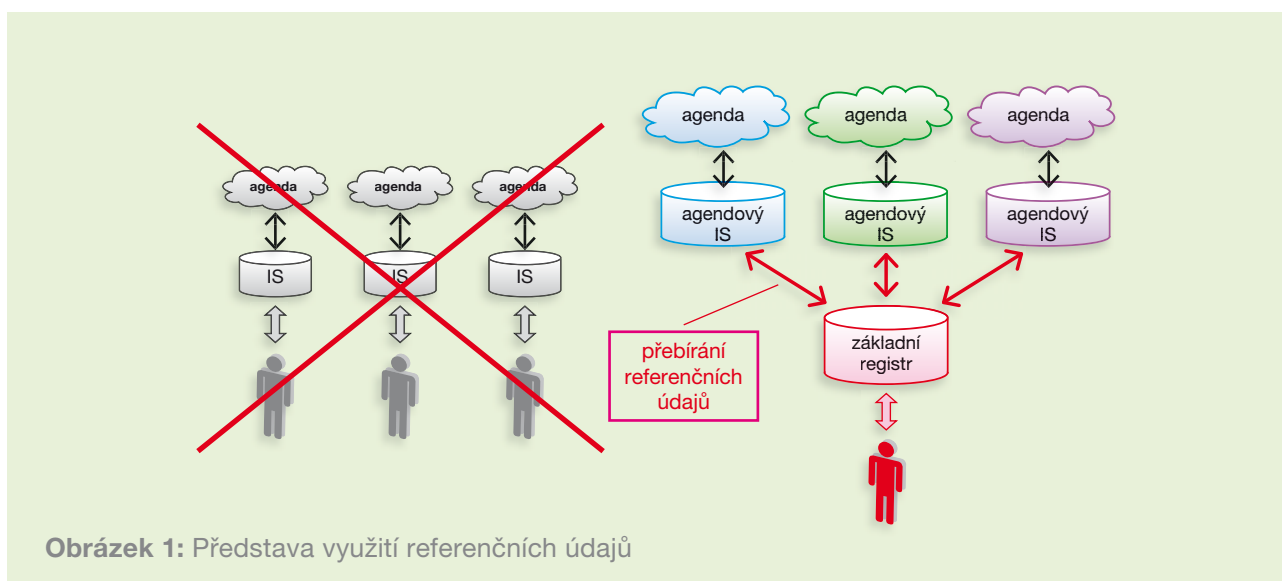 agenda
agenda
agenda
IS
IS
IS
agenda
agenda
agenda
agendový
IS
agendový
IS
agendový
IS
přebírání
referenčních
údajů
základní
registr
Obrázek 1: Představa využití referenčních údajů